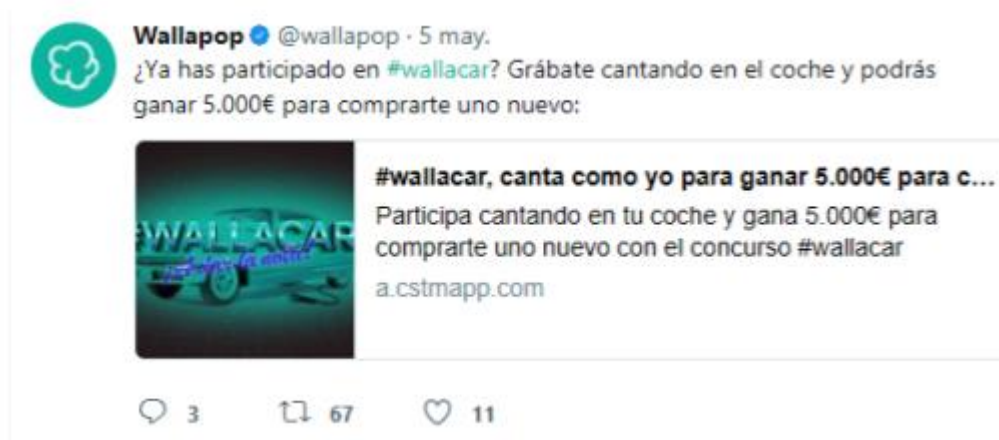 Wallapop @wallapop · 5 may.
¿Ya has participado en #wallacar? Grábate cantando en el coche y podrás
ganar 5.000€ para comprarte uno nuevo:
#wallacar, canta como yo para ganar 5.000€ para c...
#WALLACAR
Participa cantando en tu coche y gana 5.000€ para
comprarte uno nuevo con el concurso #wallacar
a.cstmapp.com
3 67 11